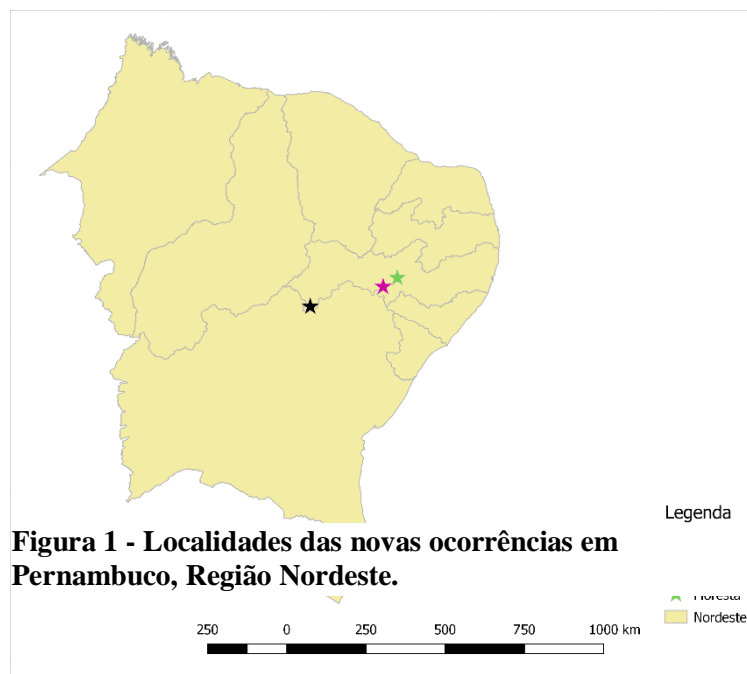 Legenda
Figura 1 - Localidades das novas ocorrências em
Pernambuco, Região Nordeste.
Floresta
Nordeste
250 0 250 500 750 1000 km